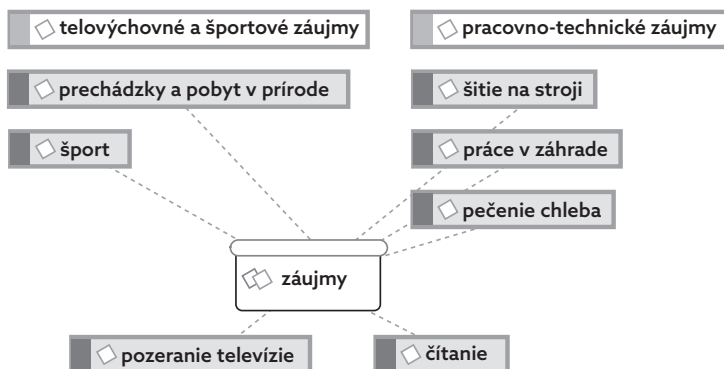 telovýchovné a športové záujmy
pracovno-technické záujmy
prechádzky a pobyt v prírode
šitie na stroji
šport
práce v záhrade
pečenie chleba
záujmy
pozeranie televízie
čítanie